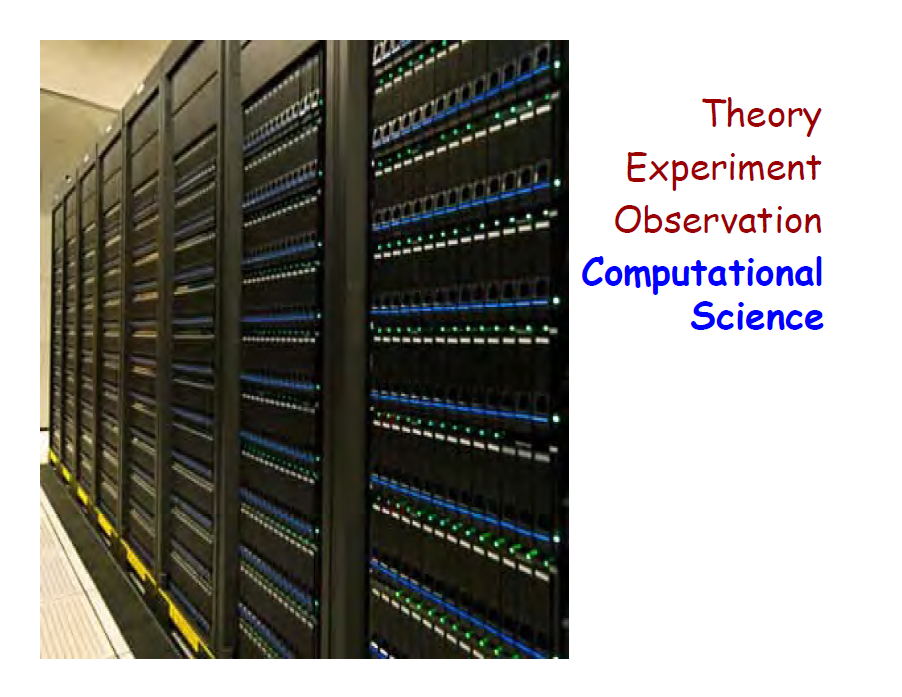 Theory
Experiment
Observation
Computational
Science